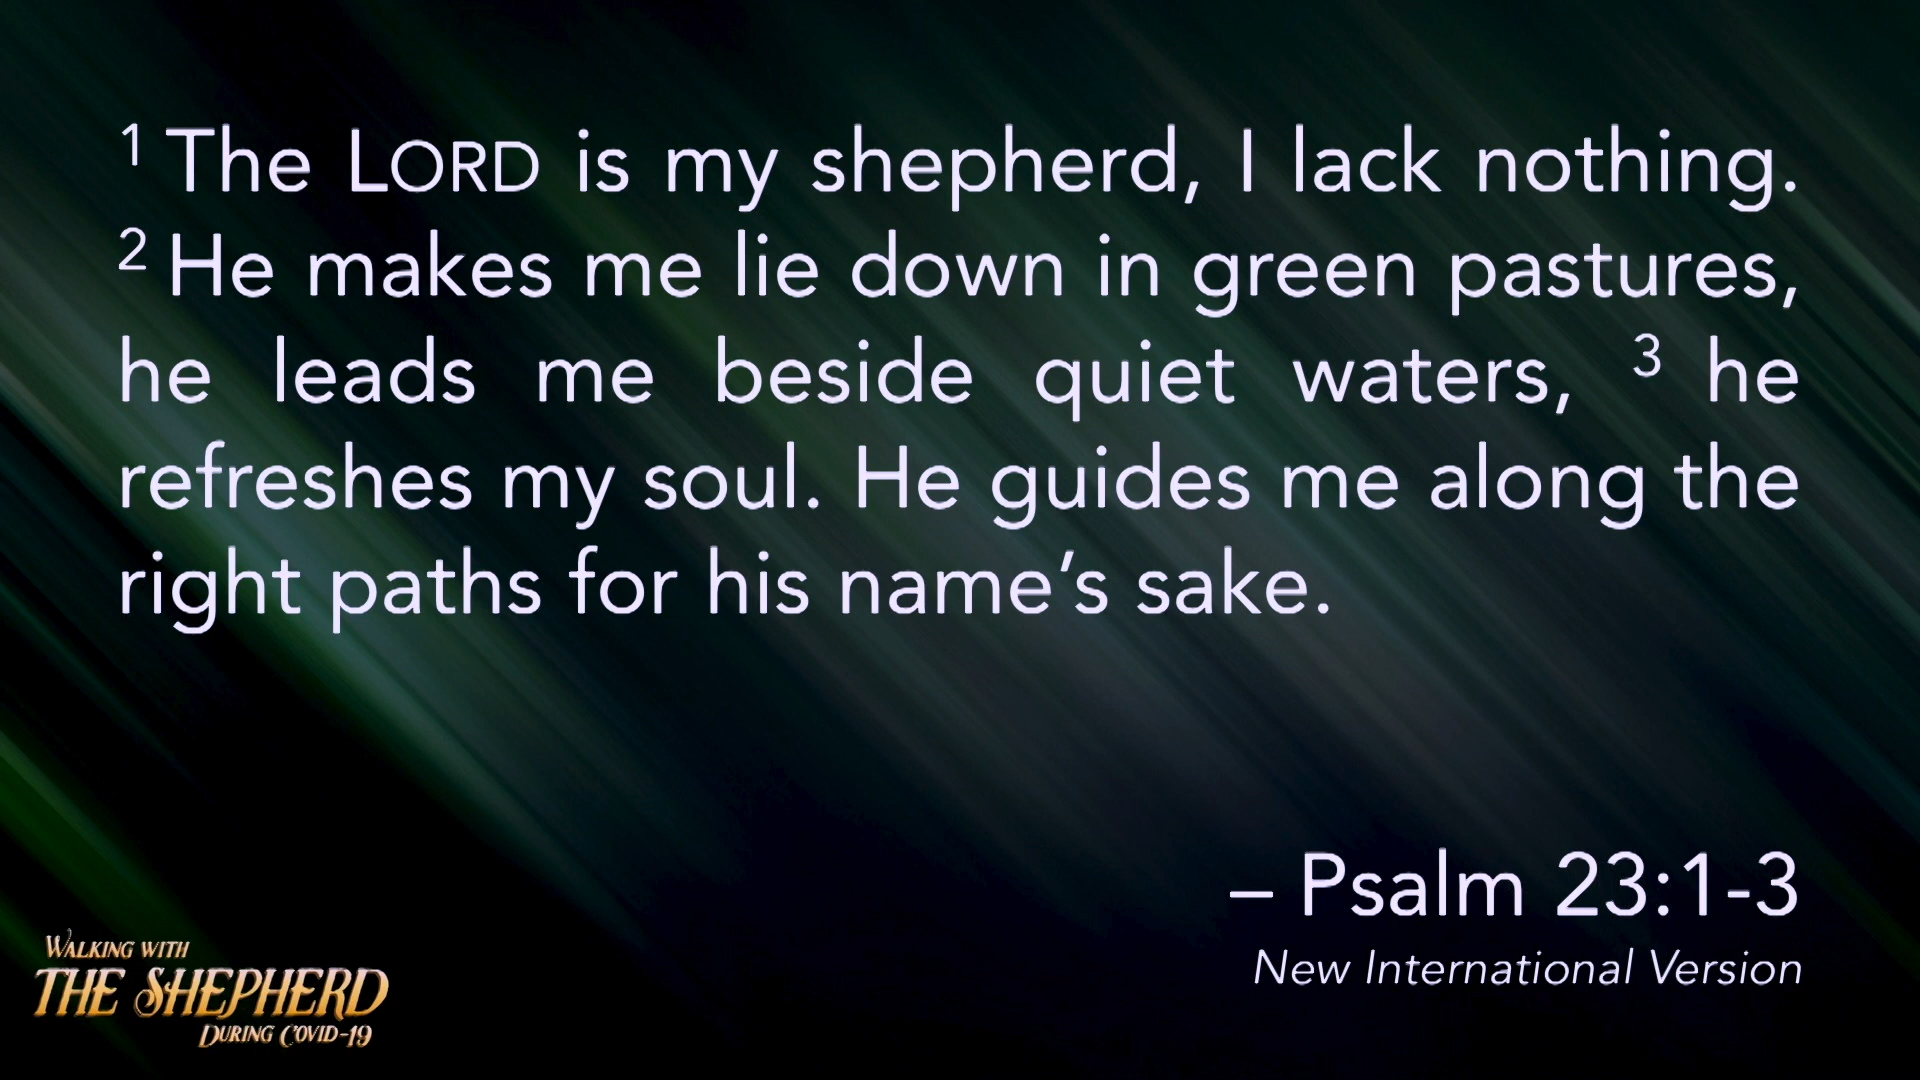 ¹ The LORD is my shepherd, I lack nothing.
² He makes me lie down in green pastures,
he leads me beside quiet waters, ³ he
refreshes my soul. He guides me along the
right paths for his name’s sake.
– Psalm 23:1-3
New International Version
WALKING WITH
THE SHEPHERD
DURING COVID-19